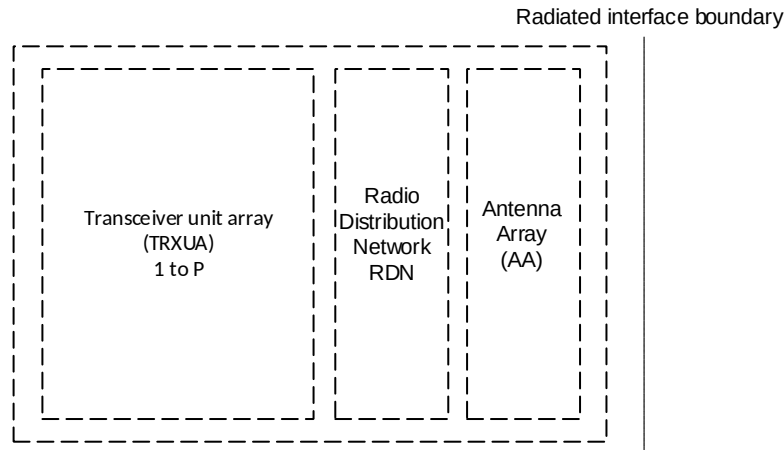 Radiated interface boundary
Transceiver unit array
(TRXUA)
1 to P
Radio
Distribution
Network
RDN
Antenna
Array
(AA)